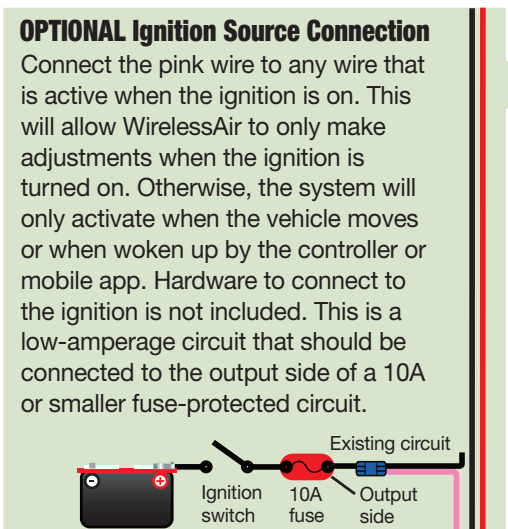 OPTIONAL Ignition Source Connection
Connect the pink wire to any wire that
is active when the ignition is on. This
will allow WirelessAir to only make
adjustments when the ignition is
turned on. Otherwise, the system will
only activate when the vehicle moves
or when woken up by the controller or
mobile app. Hardware to connect to
the ignition is not included. This is a
low-amperage circuit that should be
connected to the output side of a 10A
or smaller fuse-protected circuit.
Existing circuit
- +
Ignition
switch
10A
fuse
Output
side